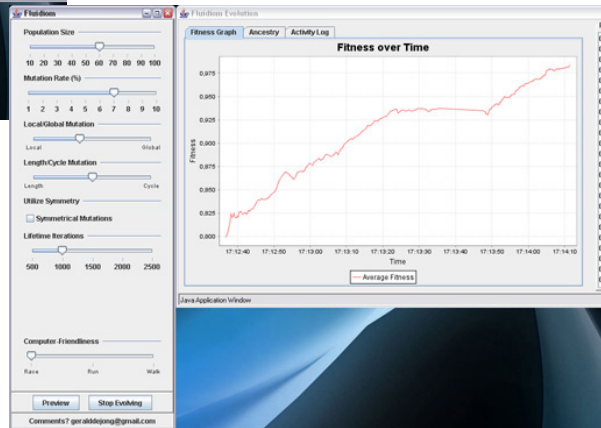 Fluidiom
Population Size
10 20 30 40 50 60 70 80 90 100
Mutation Rate (%)
1 2 3 4 5 6 7 8 9 10
Local/Global Mutation
Local Global
Length/Cycle Mutation
Length Cycle
Utilize Symmetry
Symmetrical Mutations
Lifetime Iterations
500 1000 1500 2000 2500
Computer-Friendliness
Race Run Walk
Preview Stop Evolving
Comments? geralddejong@gmail.com
Fluidiom Evolution
Fitness Graph Ancestry Activity Log
Fitness over Time
Fitness
0,975
0,950
0,925
0,900
0,875
0,850
0,825
0,800
17:12:40 17:12:50 17:13:00 17:13:10 17:13:20 17:13:30 17:13:40 17:13:50 17:14:00 17:14:10
Time
Average Fitness
Java Application Window